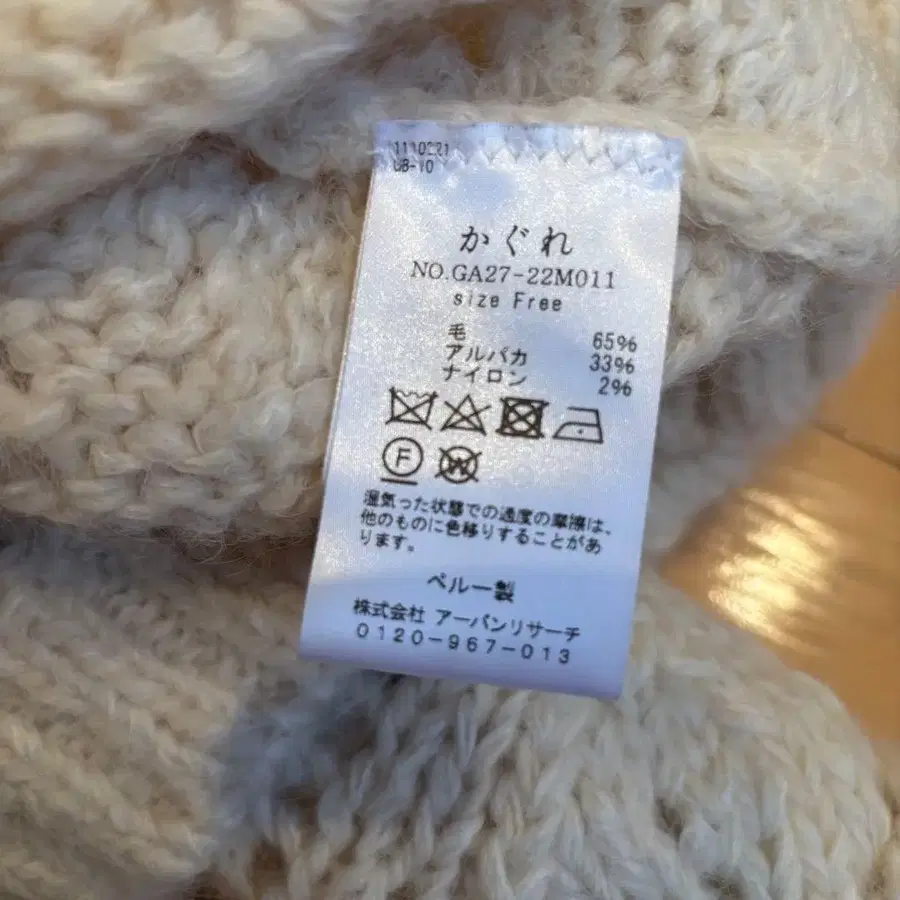 1110221
GB-10
かぐれ
NO.GA27-22M011
size Free
毛 65%
アルパカ 33%
ナイロン 2%
F
W
湿気った状態での過度の摩擦は、
他のものに色移りすることがあ
ります。
ペルー製
株式会社 アーバンリサーチ
0120-967-013